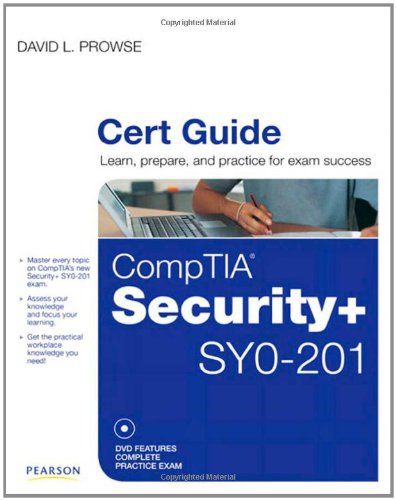 Copyrighted Material
DAVID L. PROWSE
Cert Guide
Learn, prepare, and practice for exam success
▸ Master every topic
on CompTIA's new
Security+ SY0-201
exam.
▸ Assess your
knowledge
and focus your
learning.
▸ Get the practical
workplace
knowledge you
need!
CompTIA®
Security+
SY0-201
DVD FEATURES
COMPLETE
PRACTICE EXAM
PEARSON
Copyrighted Material